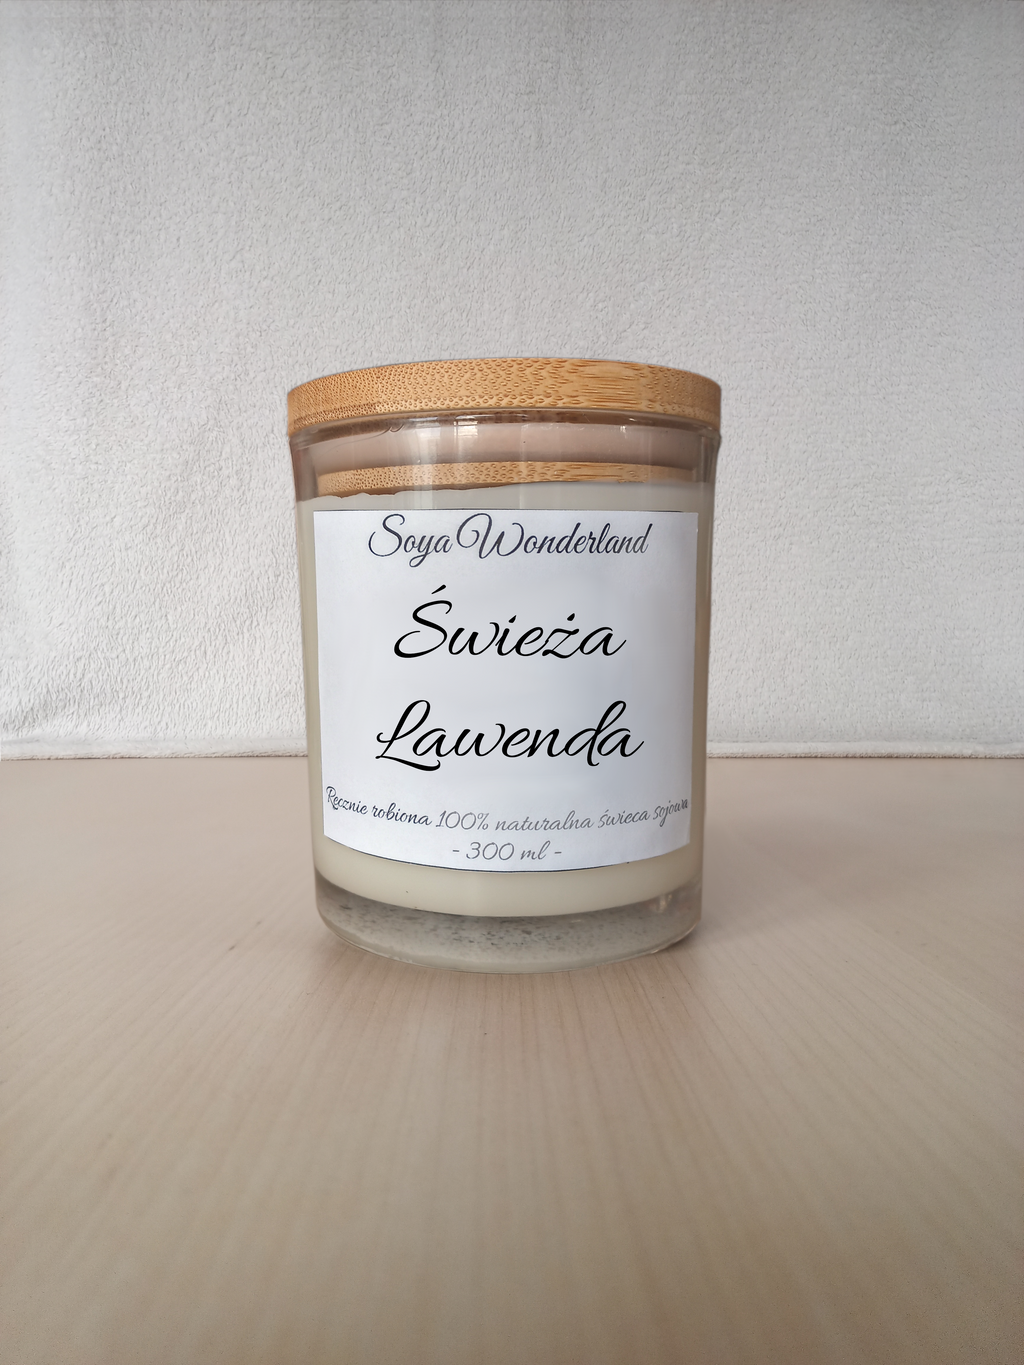 Soya Wonderland
Świeża
Lawenda
Ręcznie robiona 100% naturalna świeca sojowa
- 300 ml -